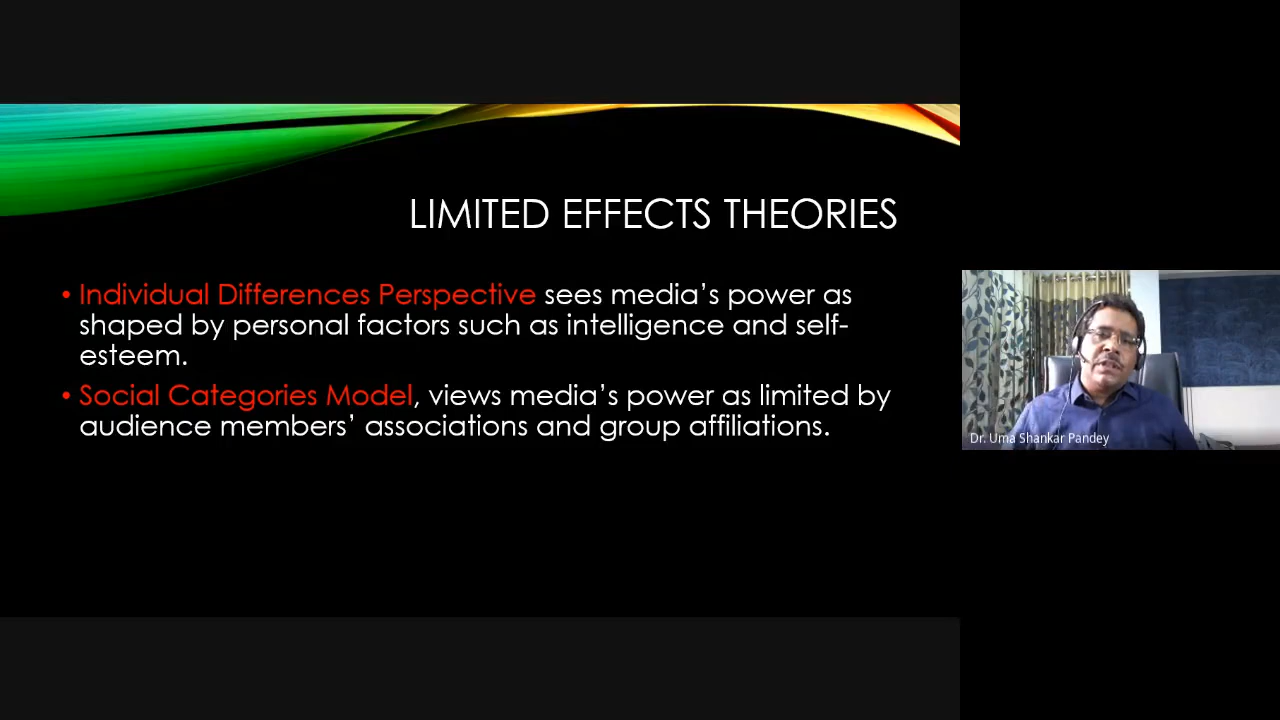 LIMITED EFFECTS THEORIES
• Individual Differences Perspective sees media’s power as
shaped by personal factors such as intelligence and self-
esteem.
• Social Categories Model, views media’s power as limited by
audience members’ associations and group affiliations.
Dr. Uma Shankar Pandey